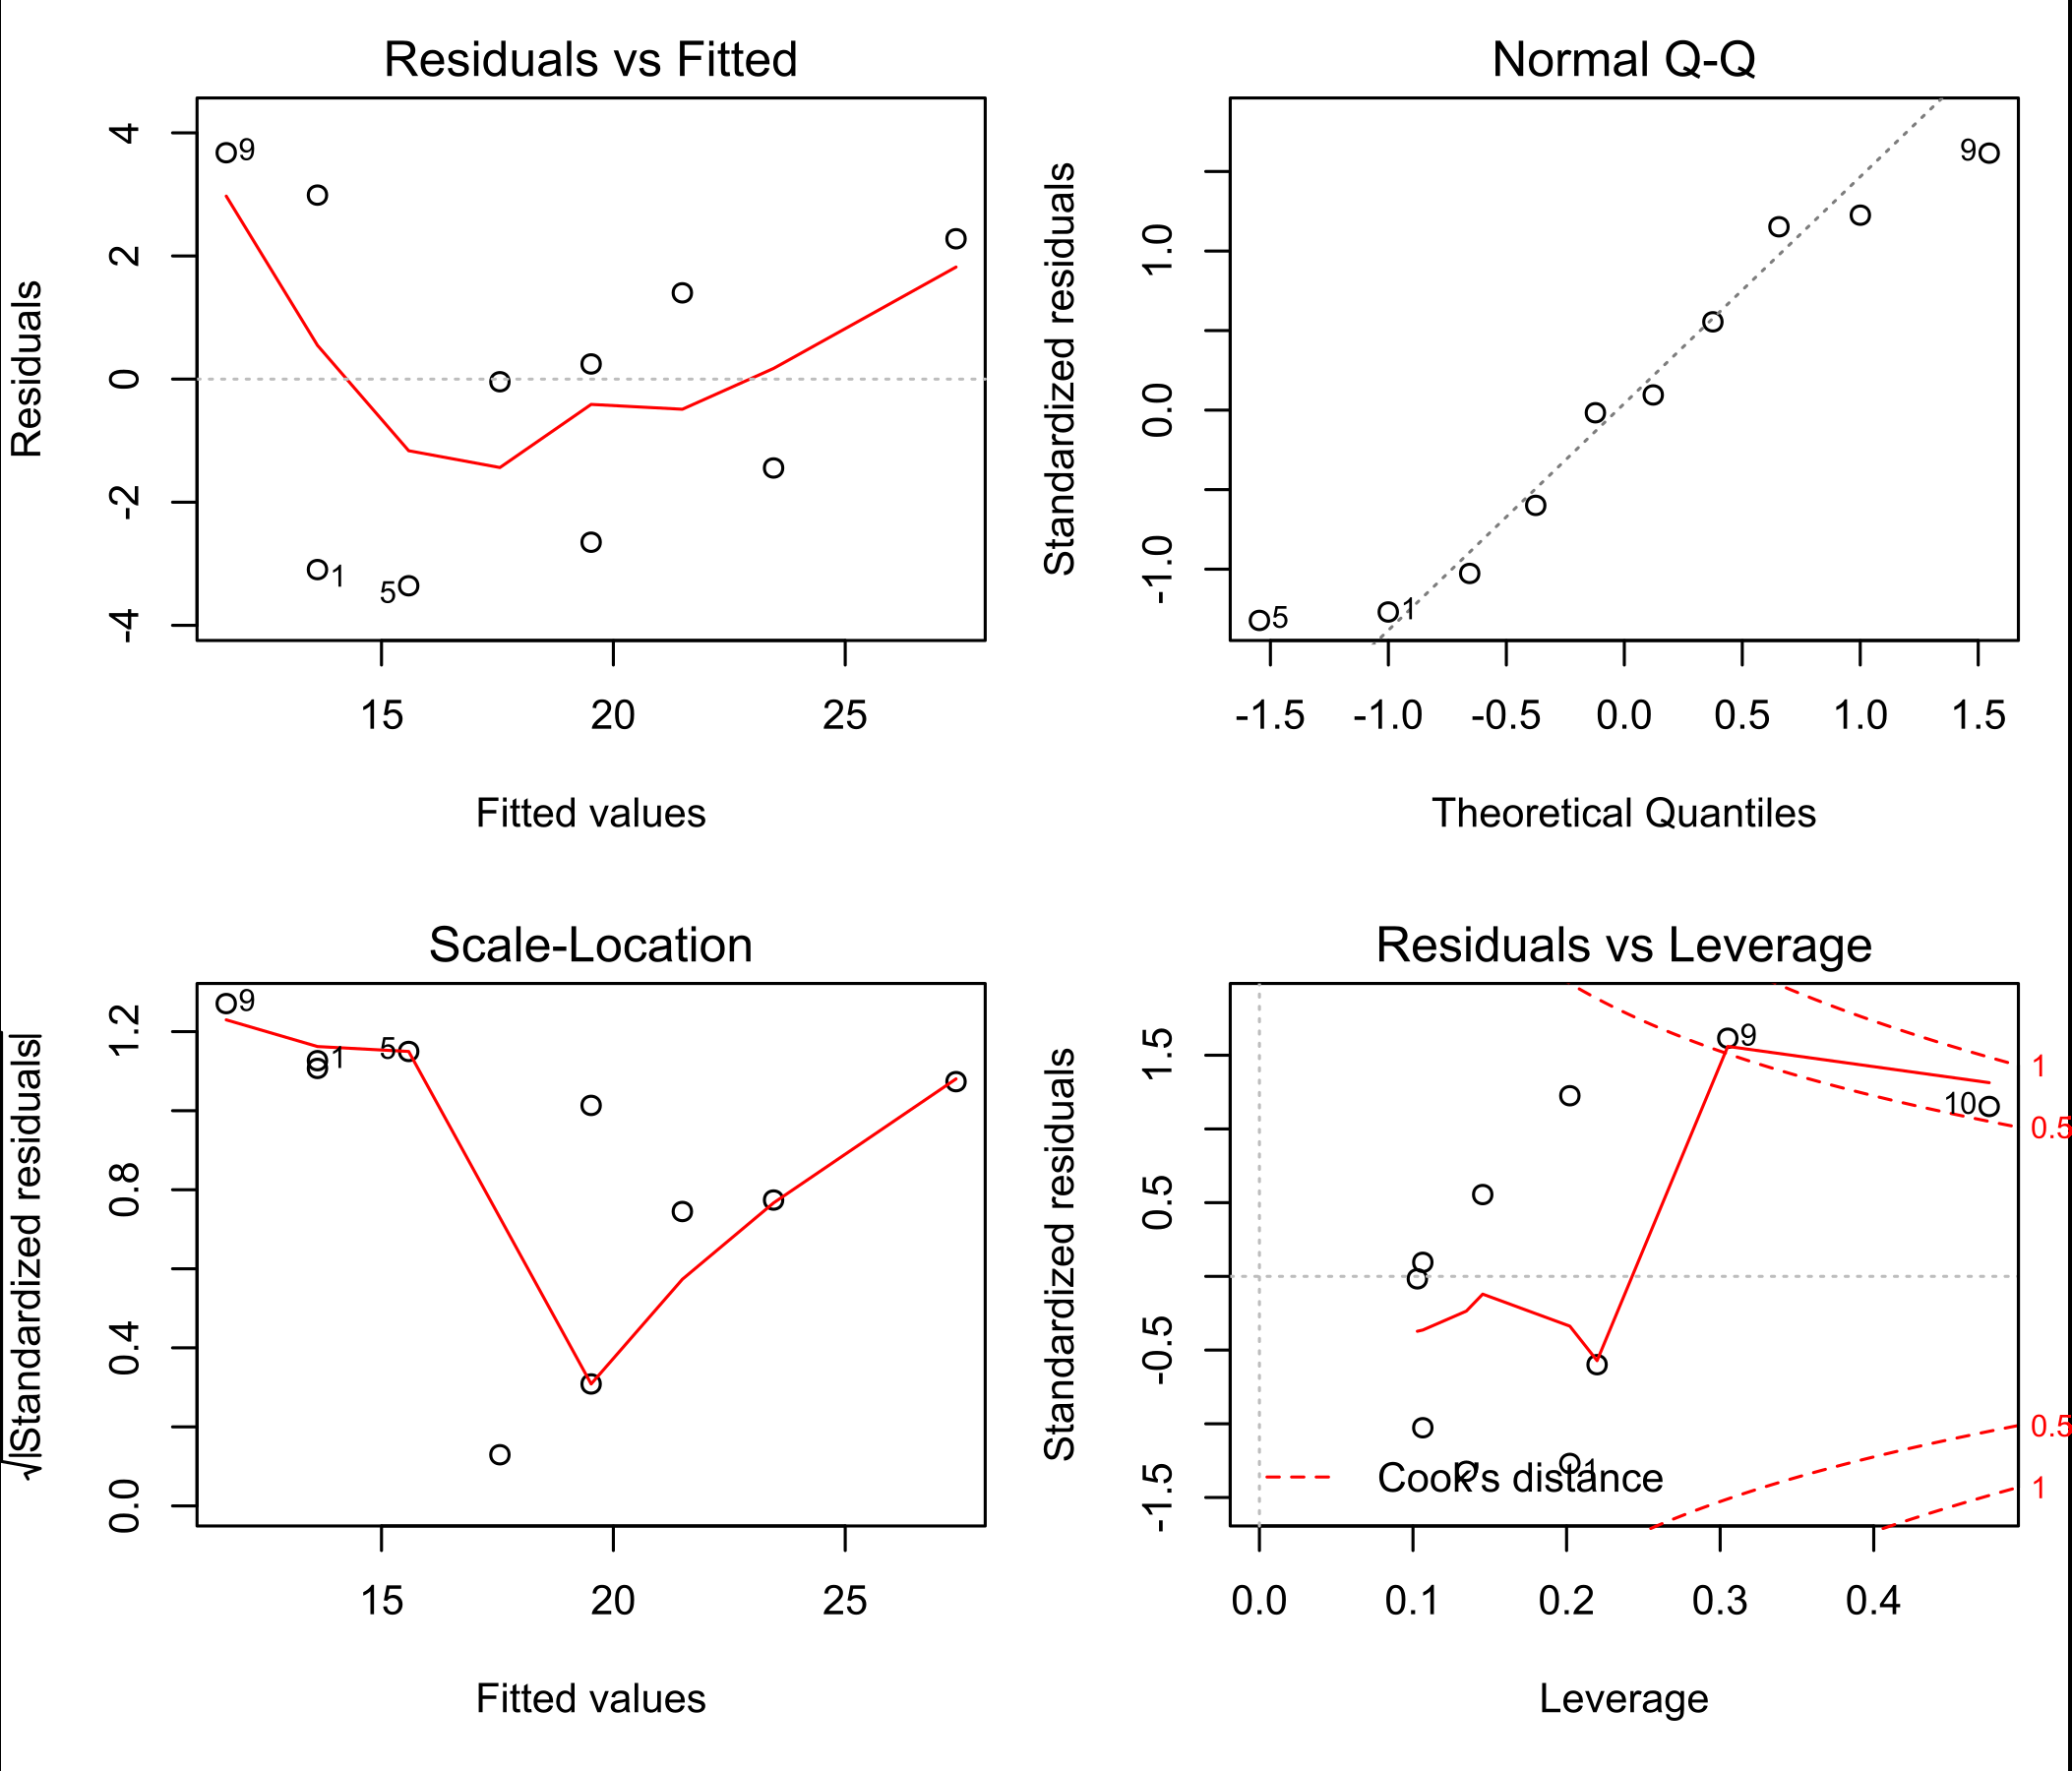 Residuals vs Fitted
4
2
0
-2
-4
Residuals
9
1
5
15 20 25
Fitted values
Normal Q-Q
1.0
0.0
-1.0
Standardized residuals
9
1
5
-1.5 -1.0 -0.5 0.0 0.5 1.0 1.5
Theoretical Quantiles
Scale-Location
1.2
0.8
0.4
0.0
√|Standardized residuals|
9
1
5
15 20 25
Fitted values
Residuals vs Leverage
1.5
0.5
-0.5
-1.5
Standardized residuals
9
10
1
1
0.5
0.5
1
Cook's distance
0.0 0.1 0.2 0.3 0.4
Leverage